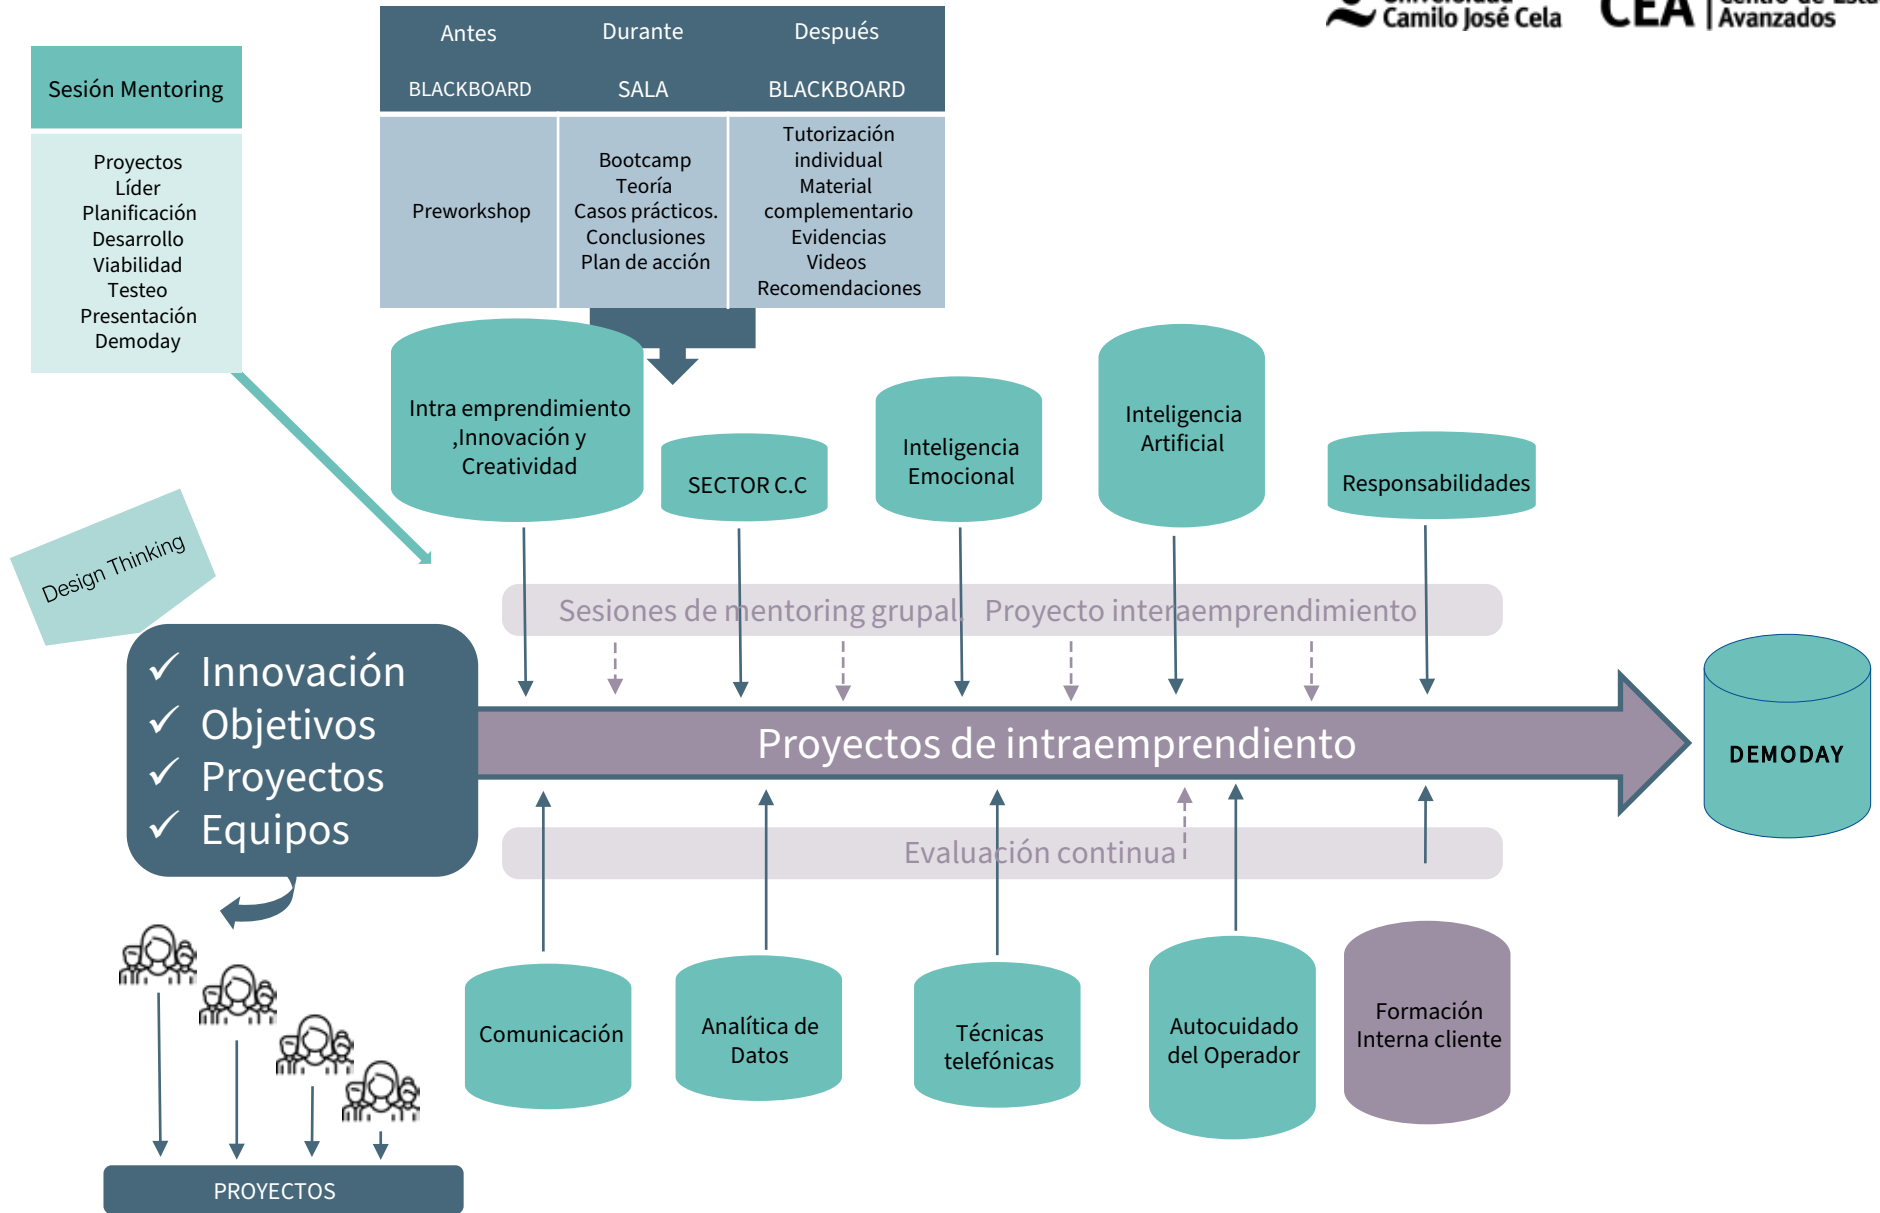 Camilo José Cela
CEA
Avanzados
Sesión Mentoring
Proyectos
Líder
Planificación
Desarrollo
Viabilidad
Testeo
Presentación
Demoday
Antes
Durante
Después
BLACKBOARD
SALA
BLACKBOARD
Preworkshop
Bootcamp
Teoría
Casos prácticos.
Conclusiones
Plan de acción
Tutorización
individual
Material
complementario
Evidencias
Videos
Recomendaciones
Intra emprendimiento
,Innovación y
Creatividad
SECTOR C.C
Inteligencia
Emocional
Inteligencia
Artificial
Responsabilidades
Design Thinking
Sesiones de mentoring grupal. Proyecto interaemprendimiento
Innovación
Objetivos
Proyectos
Equipos
Proyectos de intraemprendiento
DEMODAY
Evaluación continua
Comunicación
Analítica de
Datos
Técnicas
telefónicas
Autocuidado
del Operador
Formación
Interna cliente
PROYECTOS